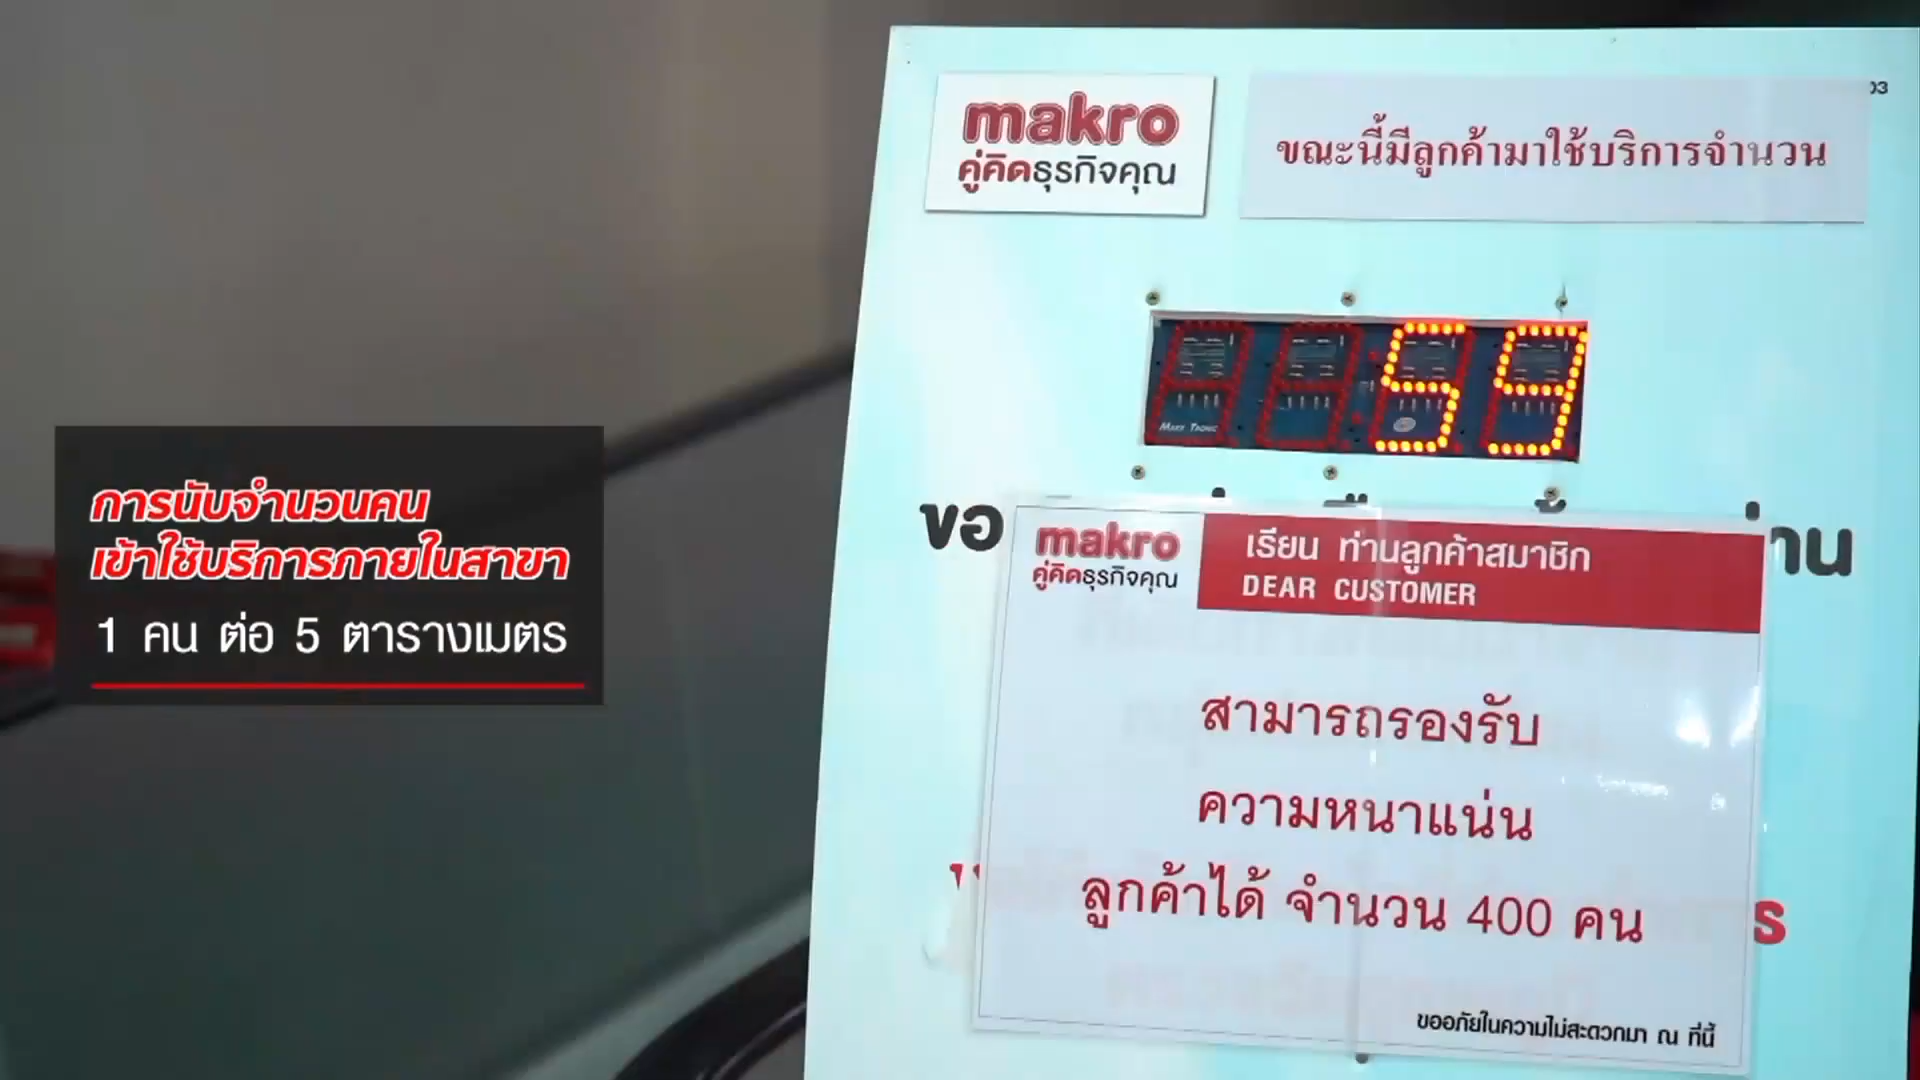 การนับจำนวนคน
เข้าใช้บริการภายในสาขา
1 คน ต่อ 5 ตารางเมตร
makro
คู่คิดธุรกิจคุณ
ขณะนี้มีลูกค้ามาใช้บริการจำนวน
03
59
ขอ
makro
คู่คิดธุรกิจคุณ
เรียน ท่านลูกค้าสมาชิก
DEAR CUSTOMER
สามารถรองรับ
ความหนาแน่น
ลูกค้าได้ จำนวน 400 คน
ขออภัยในความไม่สะดวกมา ณ ที่นี้